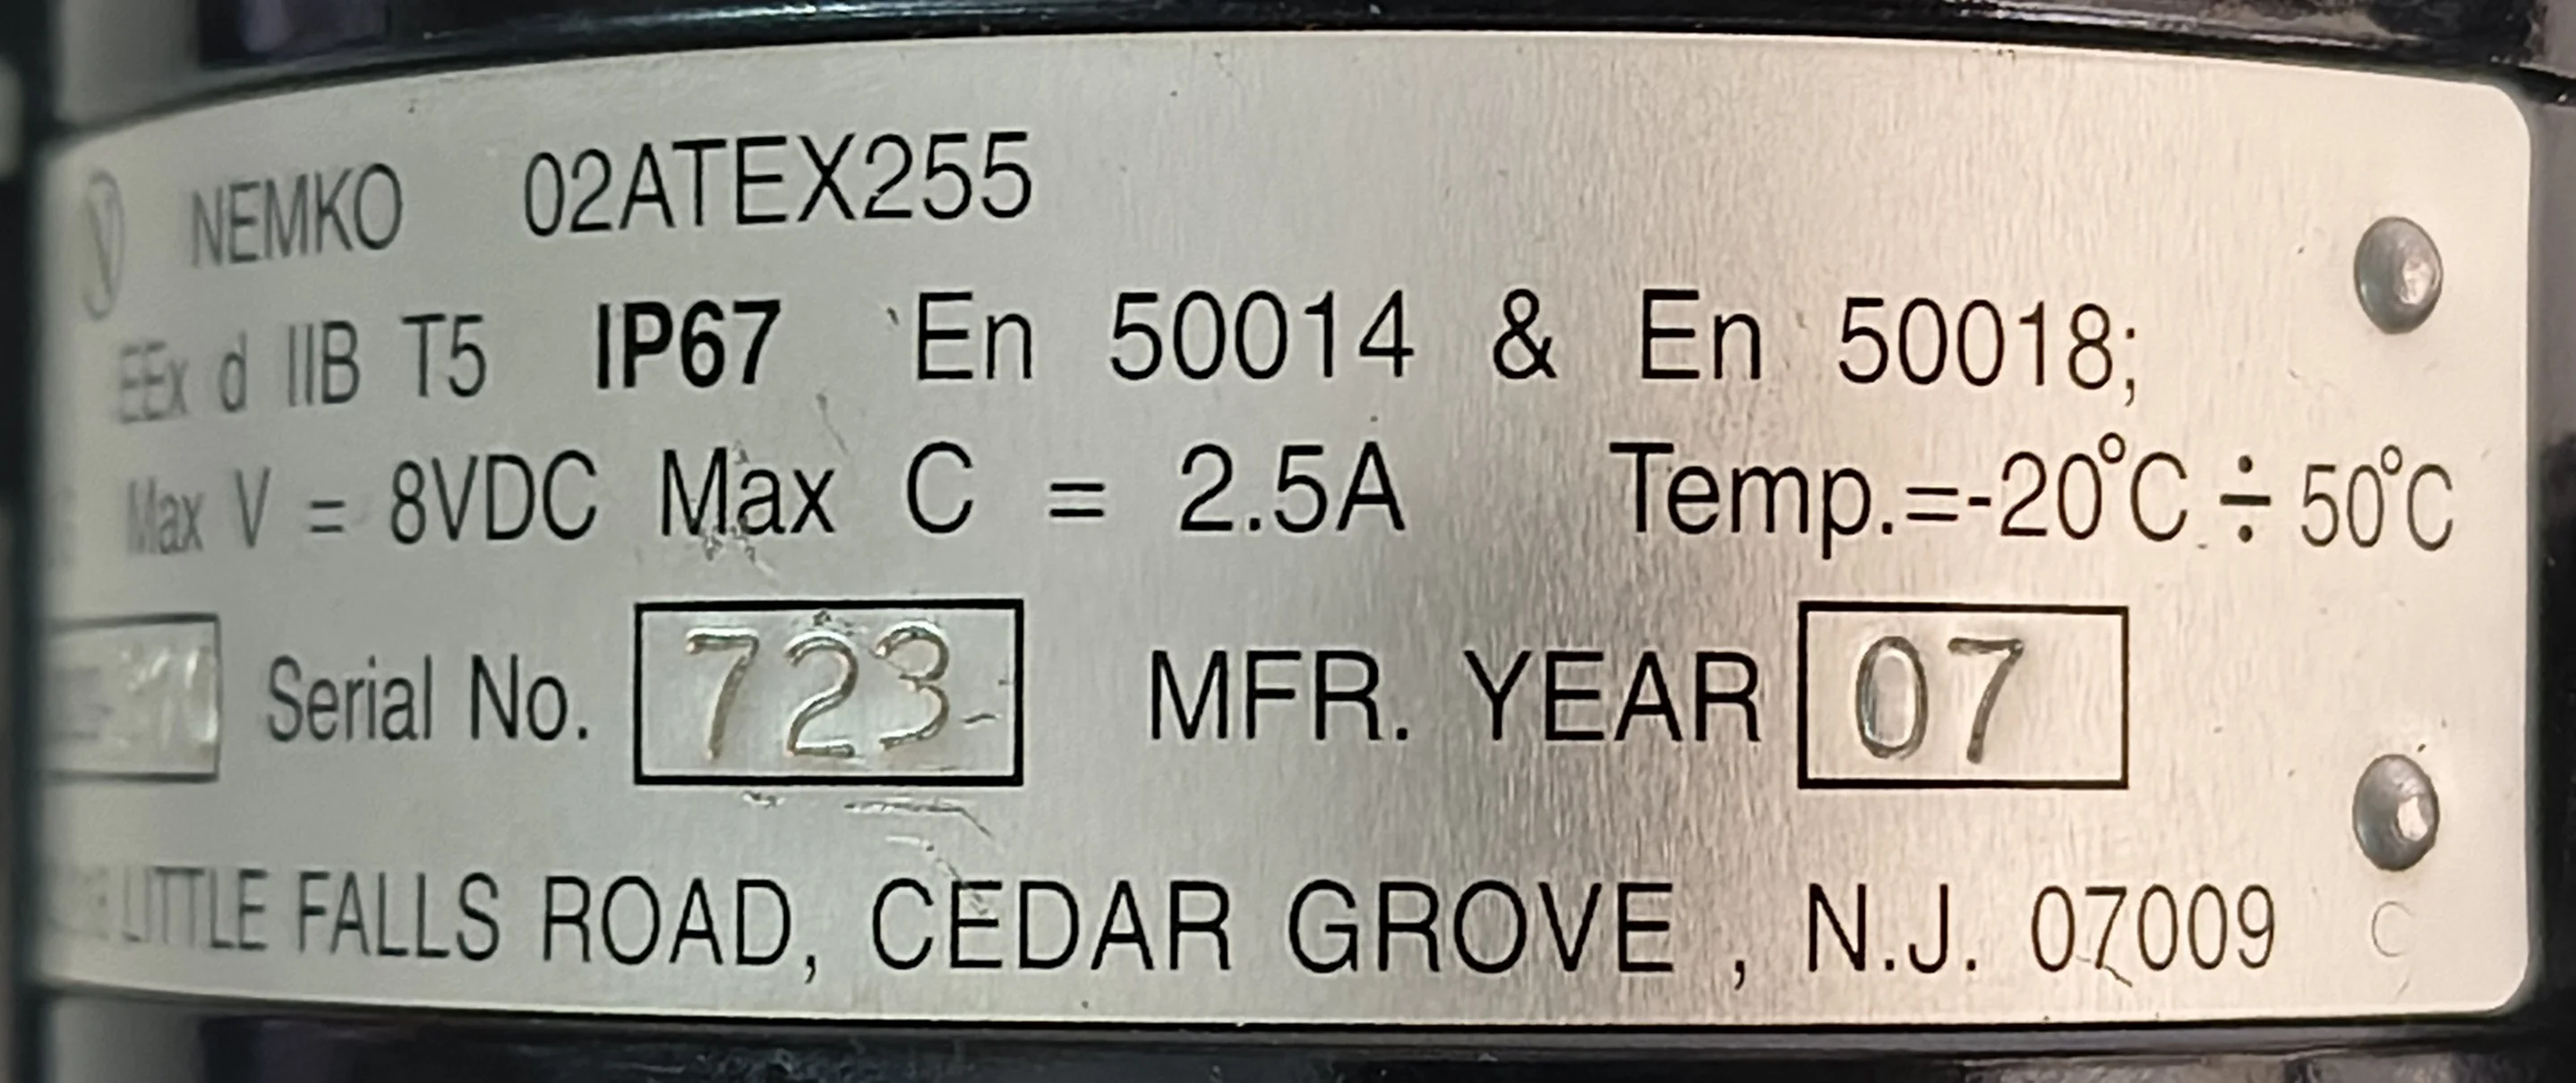 NEMKO 02ATEX255
EEx d IIB T5 IP67 En 50014 & En 50018;
Max V = 8VDC Max C = 2.5A Temp.=-20°C ÷ 50°C
Serial No. 723 MFR. YEAR 07
LITTLE FALLS ROAD, CEDAR GROVE , N.J. 07009 C